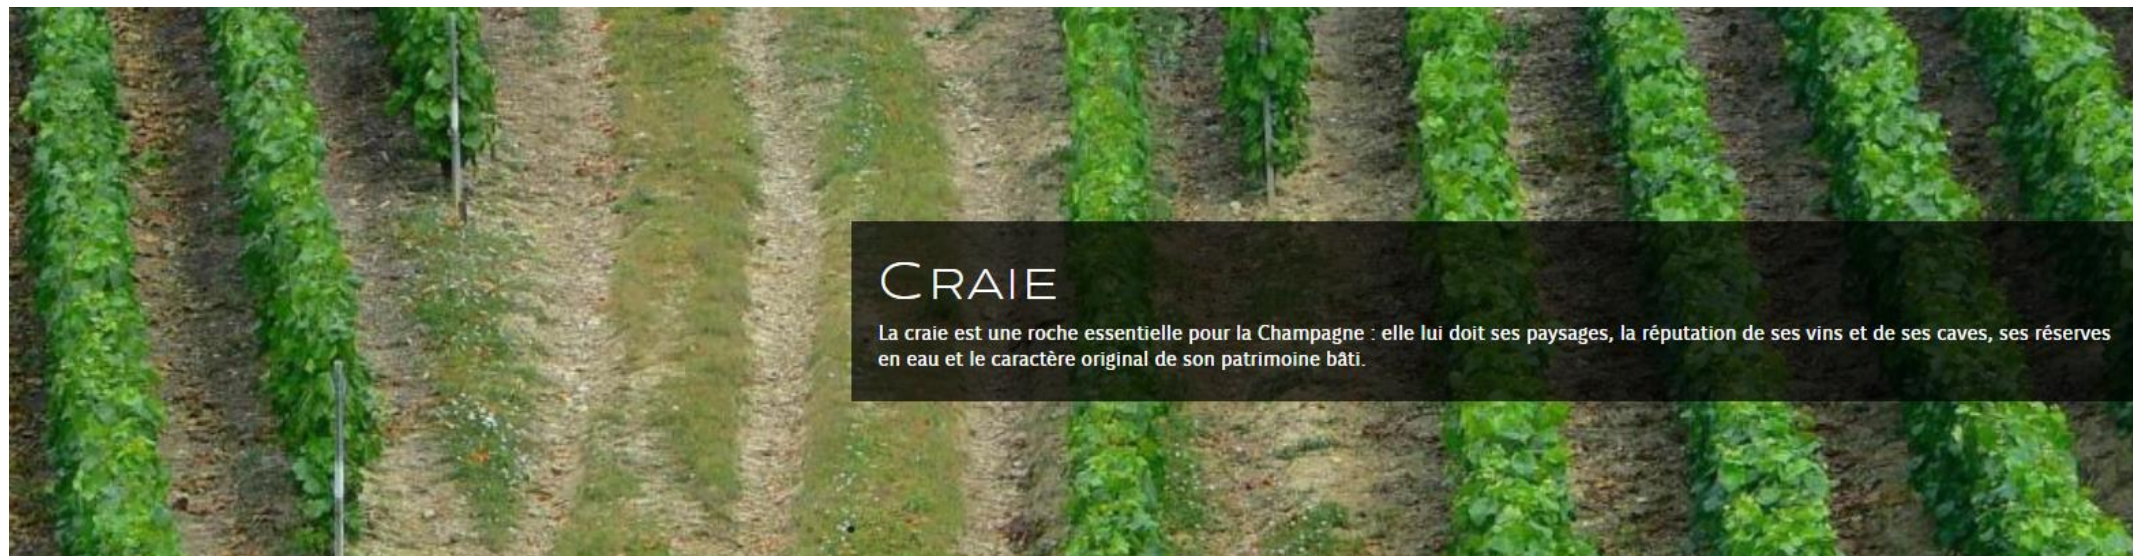 Craie
La craie est une roche essentielle pour la Champagne : elle lui doit ses paysages, la réputation de ses vins et de ses caves, ses réserves
en eau et le caractère original de son patrimoine bâti.